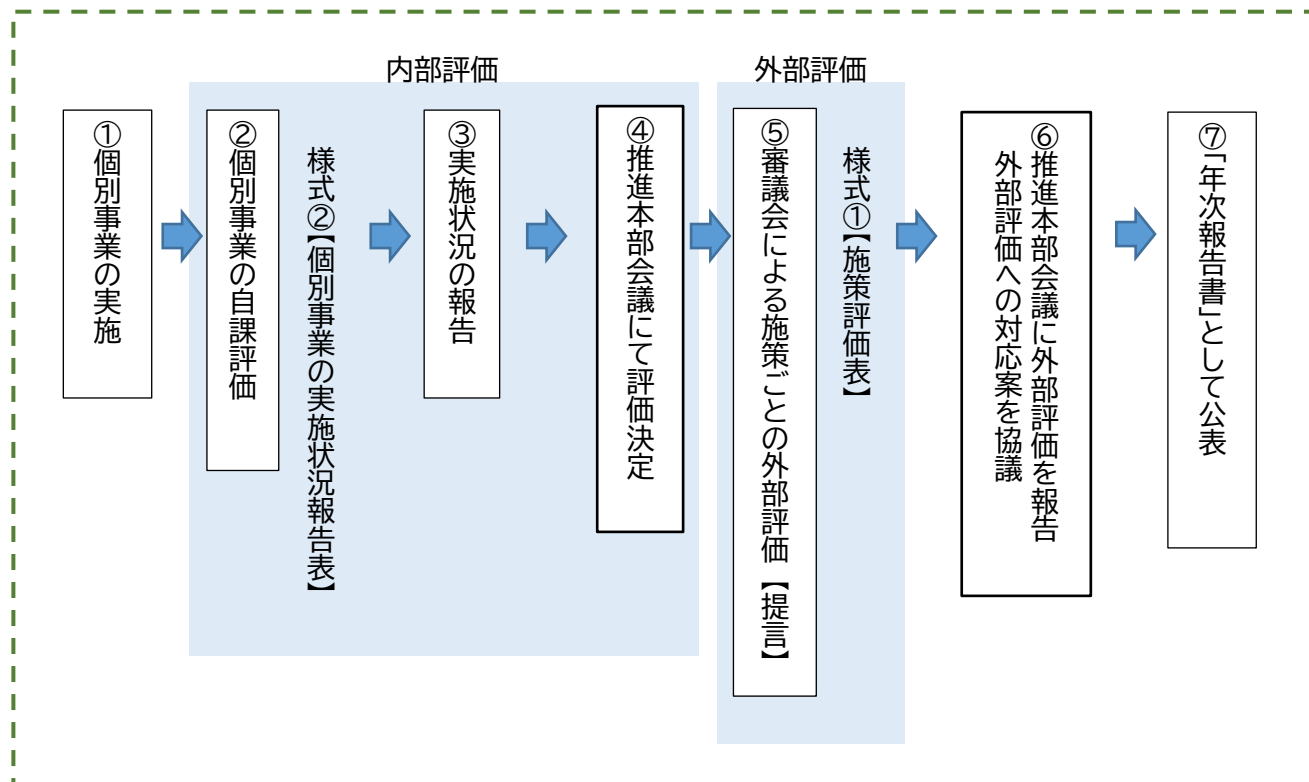 内部評価
外部評価
①個別事業の実施
②個別事業の自課評価
様式②【個別事業の実施状況報告表】
③実施状況の報告
④推進本部会議にて評価決定
⑤審議会による施策ごとの外部評価【提言】
様式①【施策評価表】
⑥推進本部会議に外部評価を報告
外部評価への対応案を協議
⑦「年次報告書」として公表